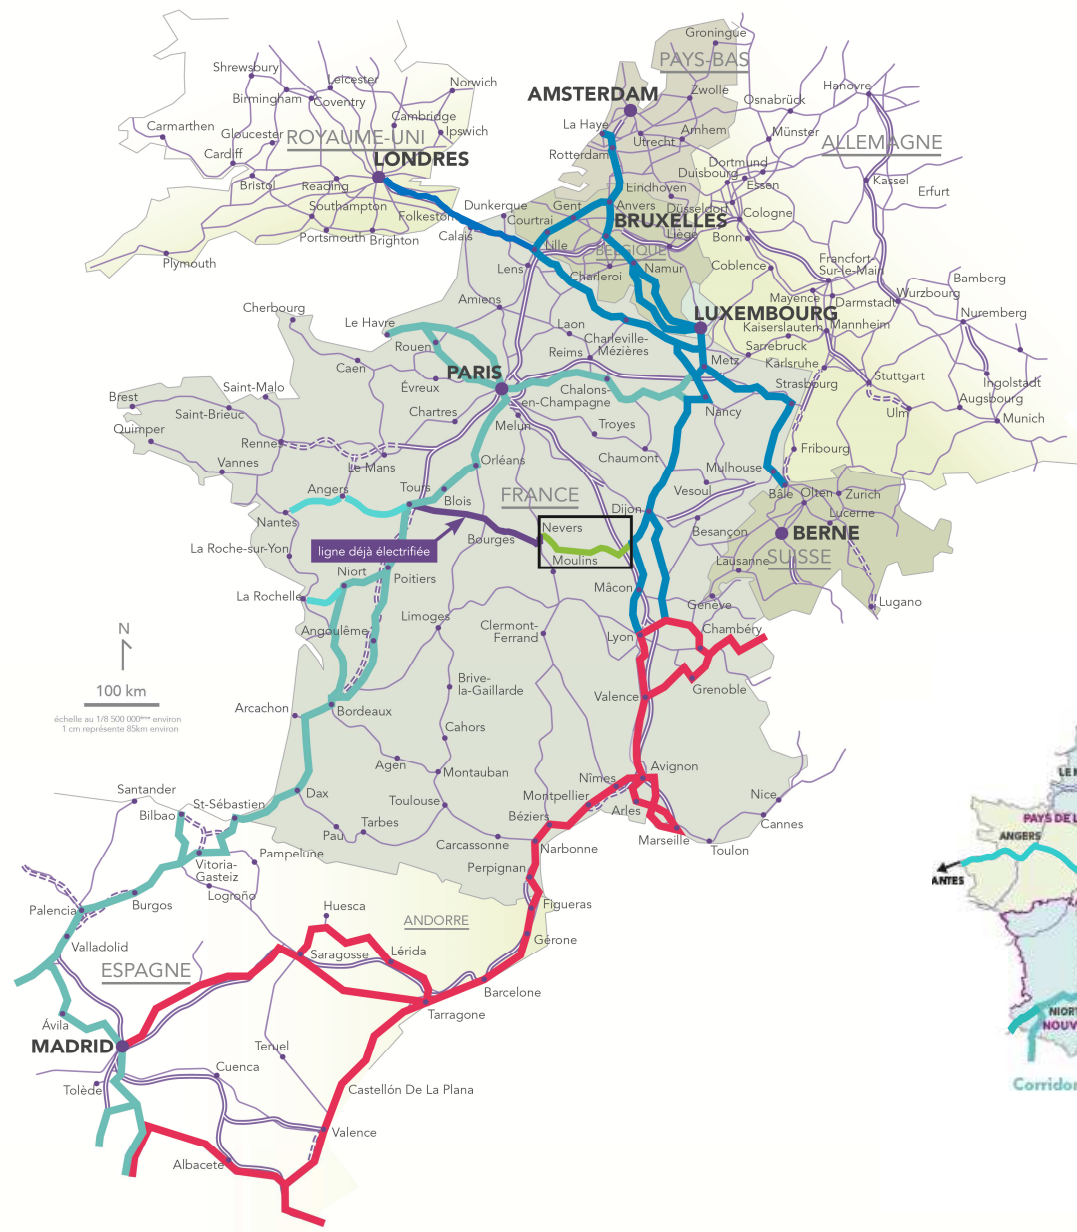 Groningue
PAYS-BAS
Shrewsbury
Leicester
Norwich
Birmingham
Coventry
AMSTERDAM
Zwolle
Osnabrück
Hanovre
Carmarthen
Gloucester
ROYAUME-UNI
Cambridge
Ipswich
La Haye
Utrecht
Arnhem
Münster
ALLEMAGNE
Cardiff
LONDRES
Rotterdam
Dortmund
Duisbourg
Essen
Kassel
Erfurt
Bristol
Reading
Eindhoven
Southampton
Folkeston
Dunkerque
Gent
Anvers
Düsseldorf
Cologne
Courtrai
BRUXELLES
Portsmouth
Brighton
Calais
Lille
Liège
Bonn
BELGIQUE
Plymouth
Lens
Charleroi
Namur
Coblence
Francfort-
Sur-le-Main
Bamberg
Wurzbourg
Cherbourg
Amiens
Mayence
Darmstadt
LUXEMBOURG
Nuremberg
Le Havre
Laon
Charleville-
Mézières
Kaiserslautern
Mannheim
Rouen
Reims
Sarrebruck
Caen
PARIS
Metz
Karlsruhe
Évreux
Chalons-
en-Champagne
Strasbourg
Stuttgart
Ingolstadt
Brest
Saint-Malo
Saint-Brieuc
Chartres
Nancy
Augsbourg
Ulm
Munich
Quimper
Melun
Troyes
Rennes
Fribourg
Vannes
Le Mans
Orléans
Chaumont
Mulhouse
Angers
Tours
Blois
FRANCE
Vesoul
Bâle
Olten
Zurich
Nantes
Dijon
Lucerne
Nevers
Besançon
BERNE
ligne déjà électrifiée
Bourges
SUISSE
La Roche-sur-Yon
Moulins
Lausanne
Niort
Poitiers
Mâcon
La Rochelle
Genève
Lugano
Limoges
Clermont-
Ferrand
Angoulême
Lyon
Chambéry
N
100 km
échelle au 1/8 500 000ème environ
1 cm représente 85km environ
Brive-
la-Gaillarde
Valence
Grenoble
Arcachon
Bordeaux
Cahors
Agen
Montauban
Avignon
Nîmes
Santander
Bilbao
St-Sébastien
Dax
Toulouse
Montpellier
Arles
Nice
Béziers
Cannes
Pau
Tarbes
Carcassonne
Narbonne
Marseille
Toulon
Pampelune
Vitoria-
Gasteiz
Perpignan
Logroño
Palencia
Burgos
Huesca
ANDORRE
Figueras
Valladolid
Saragosse
Lérida
Gérone
ESPAGNE
Barcelone
Ávila
Tarragone
MADRID
Teruel
Cuenca
Tolède
Castellón De La Plana
Valence
Albacete
PAYS DE L
ANGERS
ANTES
NIOR
NOUV
Corridor